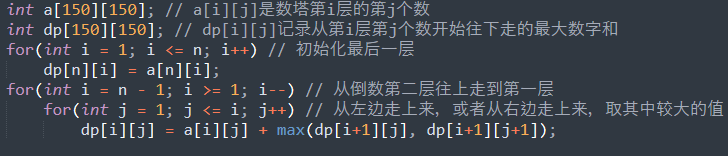 int a[150][150]; // a[i][j]是数塔第i层的第j个数
int dp[150][150]; // dp[i][j]记录从第i层第j个数开始往下走的最大数字和
for(int i = 1; i <= n; i++) // 初始化最后一层
    dp[n][i] = a[n][i];
for(int i = n - 1; i >= 1; i--) // 从倒数第二层往上走到第一层
    for(int j = 1; j <= i; j++) // 从左边走上来, 或者从右边走上来, 取其中较大的值
        dp[i][j] = a[i][j] + max(dp[i+1][j], dp[i+1][j+1]);